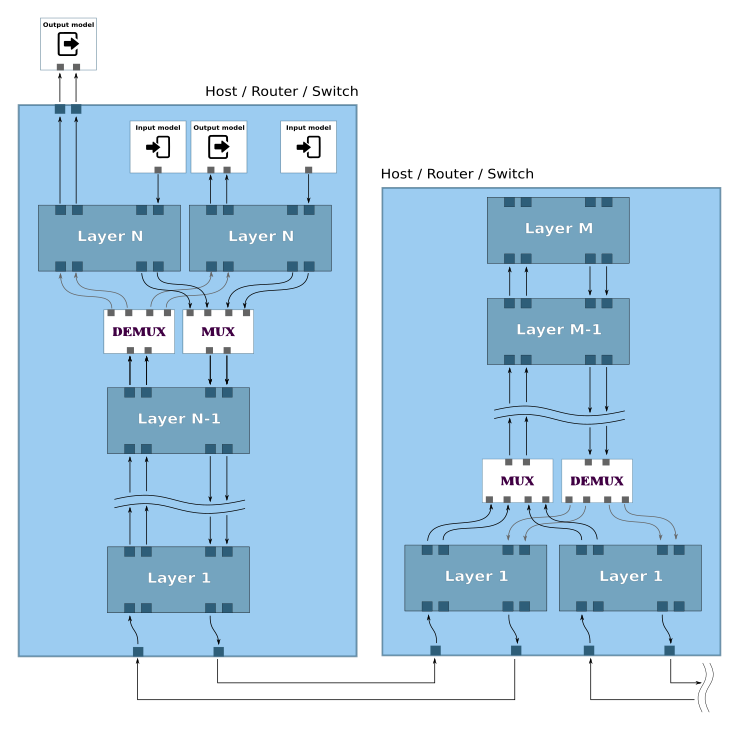 Output model
Host / Router / Switch
Input model
Output model
Input model
Layer N
Layer N
DEMUX
MUX
Layer N-1
Layer 1
Host / Router / Switch
Layer M
Layer M-1
MUX
DEMUX
Layer 1
Layer 1